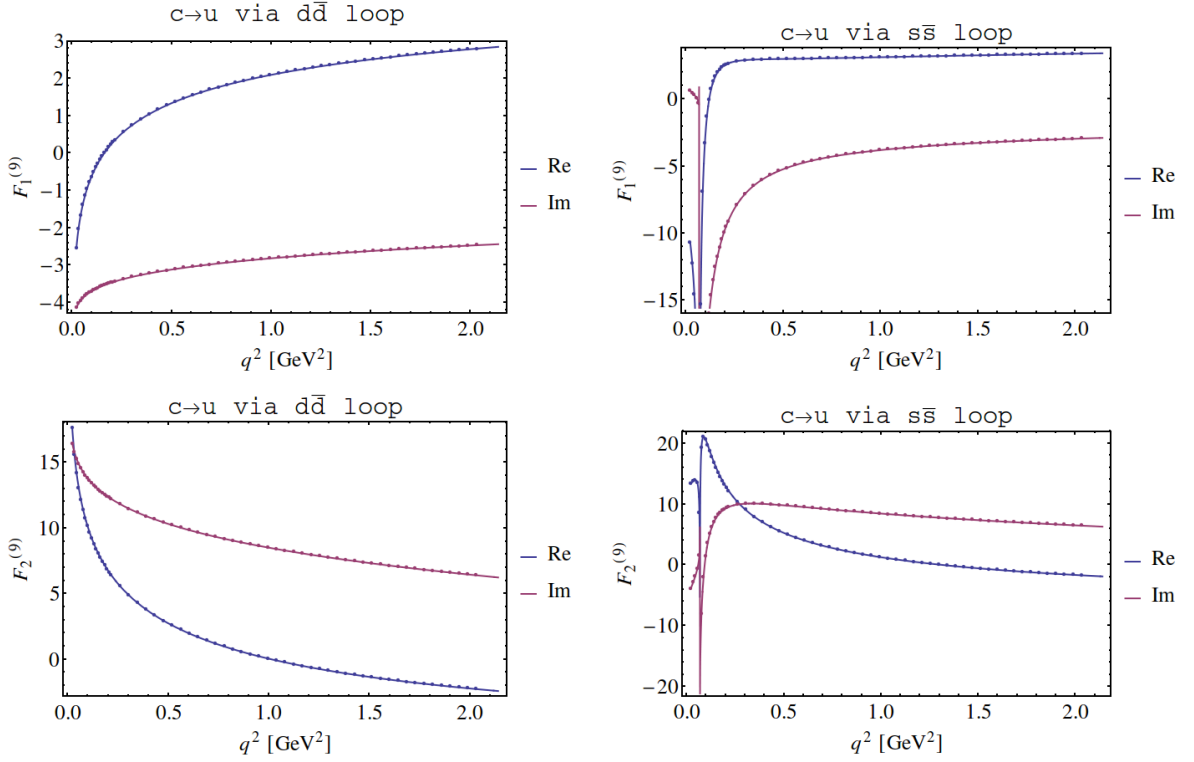 c→u via dd̅ loop
3
2
1
0
−1
−2
−3
−4
F₁⁽⁹⁾
0.0 0.5 1.0 1.5 2.0
q² [GeV²]
Re
Im
c→u via ss̅ loop
0
−5
−10
−15
F₁⁽⁹⁾
0.0 0.5 1.0 1.5 2.0
q² [GeV²]
Re
Im
c→u via dd̅ loop
15
10
5
0
F₂⁽⁹⁾
0.0 0.5 1.0 1.5 2.0
q² [GeV²]
Re
Im
c→u via ss̅ loop
20
10
0
−10
−20
F₂⁽⁹⁾
0.0 0.5 1.0 1.5 2.0
q² [GeV²]
Re
Im